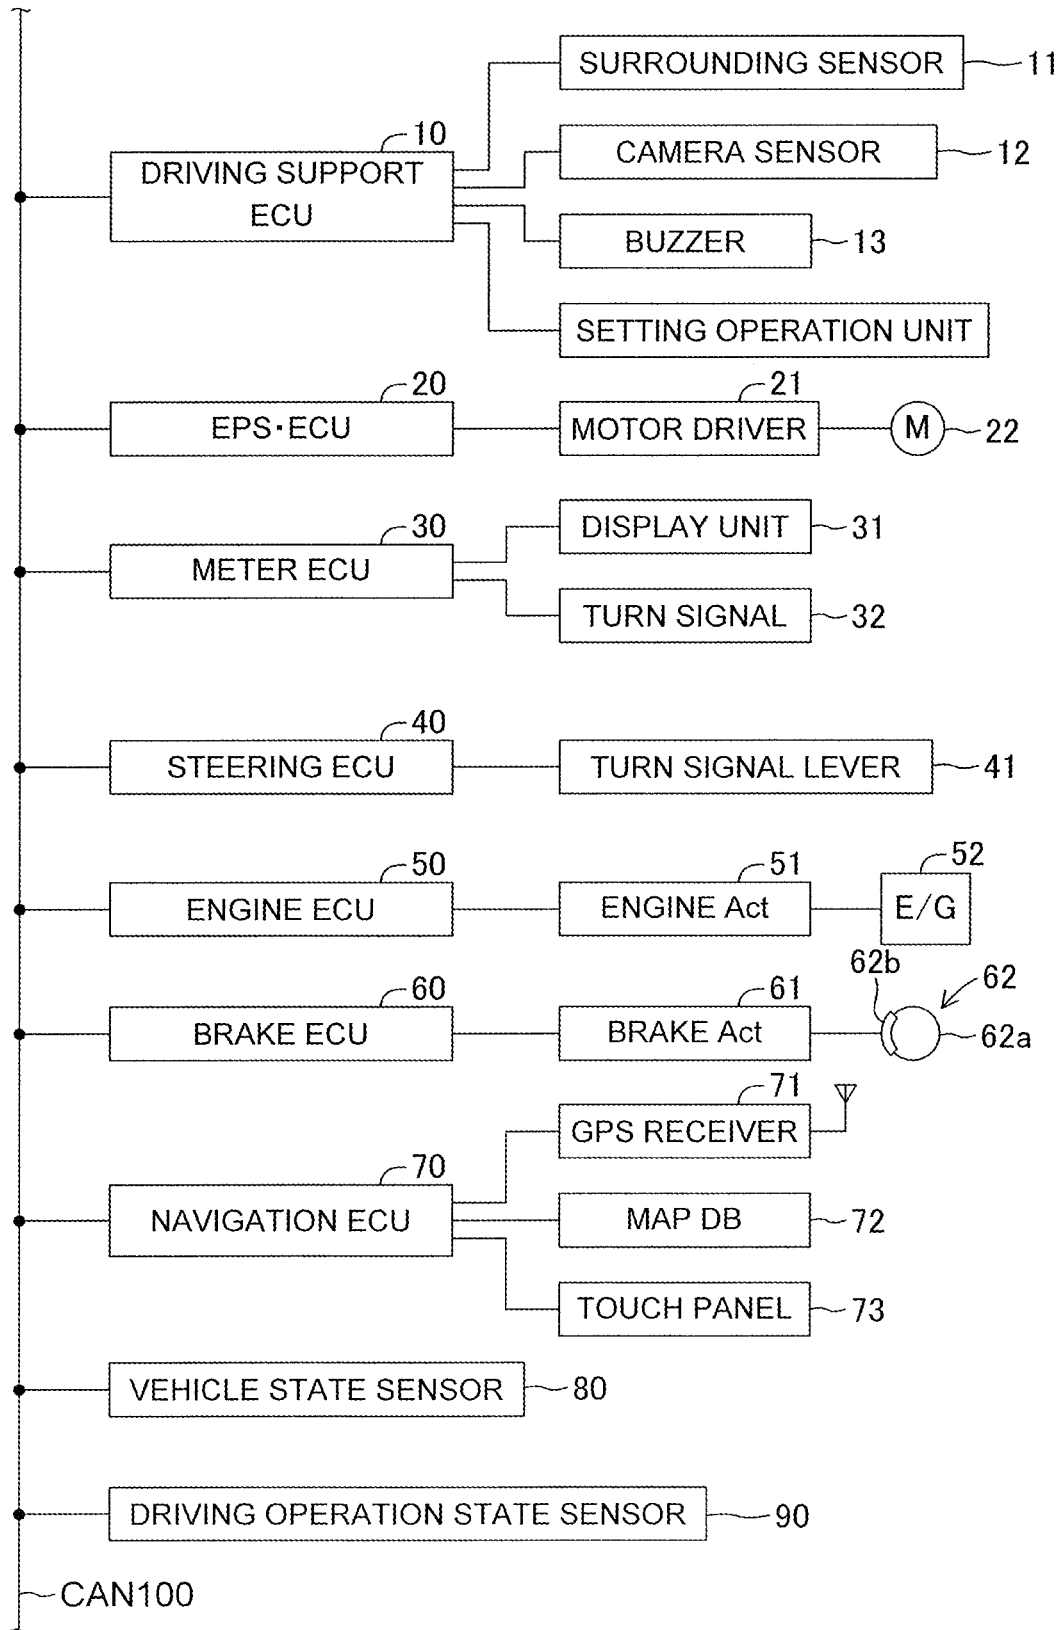 SURROUNDING SENSOR 11
10
DRIVING SUPPORT
ECU
CAMERA SENSOR 12
BUZZER 13
SETTING OPERATION UNIT
20
EPS・ECU
21
MOTOR DRIVER
M 22
30
METER ECU
DISPLAY UNIT 31
TURN SIGNAL 32
40
STEERING ECU
TURN SIGNAL LEVER 41
50
ENGINE ECU
51
ENGINE Act
52
E/G
60
BRAKE ECU
61
BRAKE Act
62b
62
62a
71
GPS RECEIVER
70
NAVIGATION ECU
MAP DB 72
TOUCH PANEL 73
VEHICLE STATE SENSOR 80
DRIVING OPERATION STATE SENSOR 90
CAN100